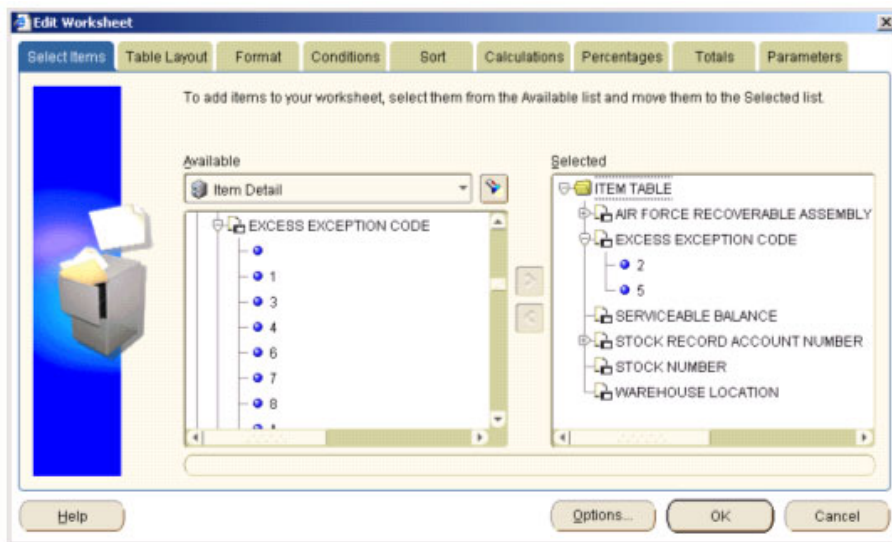 Edit Worksheet
Select Items Table Layout Format Conditions Sort Calculations Percentages Totals Parameters
To add items to your worksheet, select them from the Available list and move them to the Selected list.
Available
Item Detail
EXCESS EXCEPTION CODE
1
3
4
6
7
8
Selected
ITEM TABLE
AIR FORCE RECOVERABLE ASSEMBLY
EXCESS EXCEPTION CODE
2
5
SERVICEABLE BALANCE
STOCK RECORD ACCOUNT NUMBER
STOCK NUMBER
WAREHOUSE LOCATION
Help Options... OK Cancel